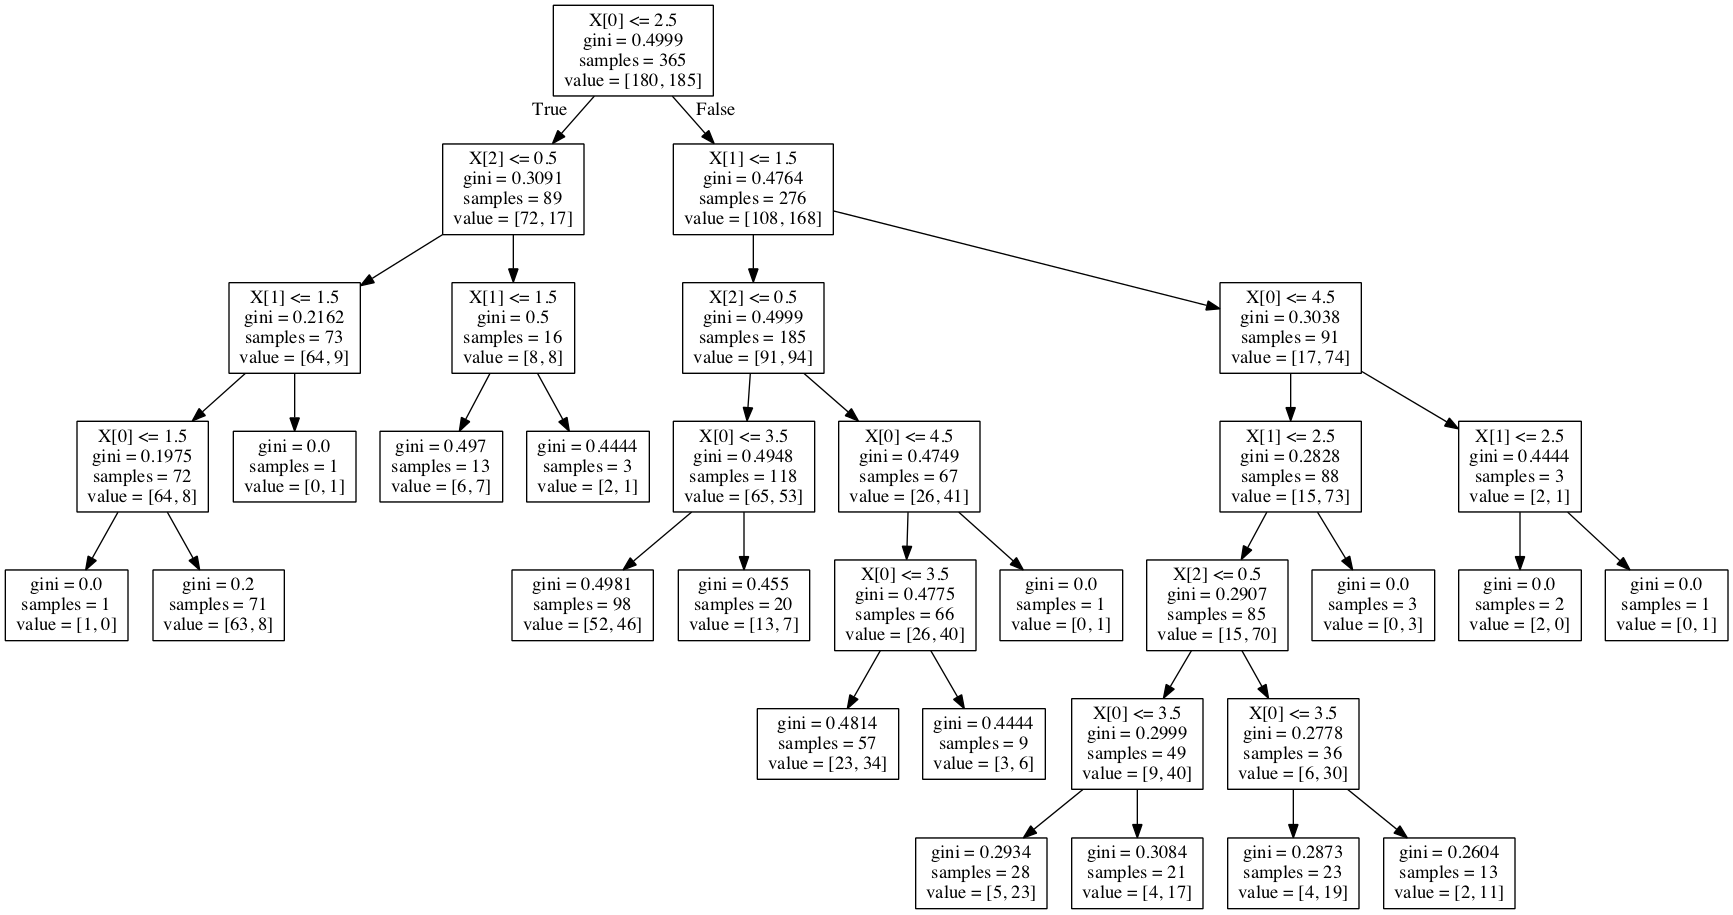 X[0] <= 2.5
gini = 0.4999
samples = 365
value = [180, 185]
True
False
X[2] <= 0.5
gini = 0.3091
samples = 89
value = [72, 17]
X[1] <= 1.5
gini = 0.4764
samples = 276
value = [108, 168]
X[1] <= 1.5
gini = 0.2162
samples = 73
value = [64, 9]
X[1] <= 1.5
gini = 0.5
samples = 16
value = [8, 8]
X[2] <= 0.5
gini = 0.4999
samples = 185
value = [91, 94]
X[0] <= 4.5
gini = 0.3038
samples = 91
value = [17, 74]
X[0] <= 1.5
gini = 0.1975
samples = 72
value = [64, 8]
gini = 0.0
samples = 1
value = [0, 1]
gini = 0.497
samples = 13
value = [6, 7]
gini = 0.4444
samples = 3
value = [2, 1]
X[0] <= 3.5
gini = 0.4948
samples = 118
value = [65, 53]
X[0] <= 4.5
gini = 0.4749
samples = 67
value = [26, 41]
X[1] <= 2.5
gini = 0.2828
samples = 88
value = [15, 73]
X[1] <= 2.5
gini = 0.4444
samples = 3
value = [2, 1]
gini = 0.0
samples = 1
value = [1, 0]
gini = 0.2
samples = 71
value = [63, 8]
gini = 0.4981
samples = 98
value = [52, 46]
gini = 0.455
samples = 20
value = [13, 7]
X[0] <= 3.5
gini = 0.4775
samples = 66
value = [26, 40]
gini = 0.0
samples = 1
value = [0, 1]
X[2] <= 0.5
gini = 0.2907
samples = 85
value = [15, 70]
gini = 0.0
samples = 3
value = [0, 3]
gini = 0.0
samples = 2
value = [2, 0]
gini = 0.0
samples = 1
value = [0, 1]
gini = 0.4814
samples = 57
value = [23, 34]
gini = 0.4444
samples = 9
value = [3, 6]
X[0] <= 3.5
gini = 0.2999
samples = 49
value = [9, 40]
X[0] <= 3.5
gini = 0.2778
samples = 36
value = [6, 30]
gini = 0.2934
samples = 28
value = [5, 23]
gini = 0.3084
samples = 21
value = [4, 17]
gini = 0.2873
samples = 23
value = [4, 19]
gini = 0.2604
samples = 13
value = [2, 11]